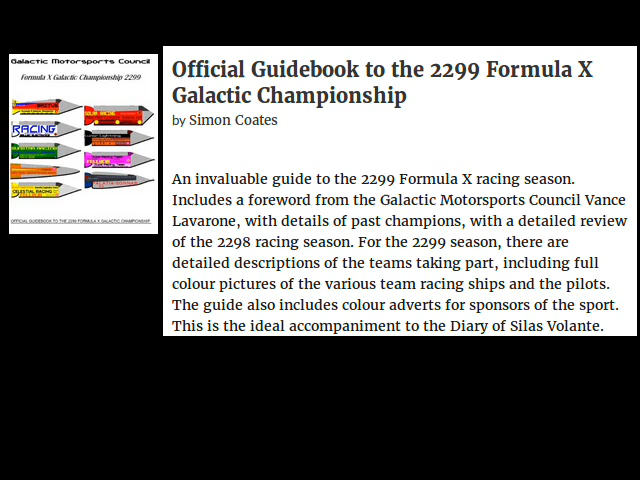 Galactic Motorsports Council
Formula X Galactic Championship 2299
RACING
CELESTIAL RACING
OFFICIAL GUIDEBOOK TO THE 2299 FORMULA X GALACTIC CHAMPIONSHIP
Official Guidebook to the 2299 Formula X
Galactic Championship
by Simon Coates
An invaluable guide to the 2299 Formula X racing season.
Includes a foreword from the Galactic Motorsports Council Vance
Lavarone, with details of past champions, with a detailed review
of the 2298 racing season. For the 2299 season, there are
detailed descriptions of the teams taking part, including full
colour pictures of the various team racing ships and the pilots.
The guide also includes colour adverts for sponsors of the sport.
This is the ideal accompaniment to the Diary of Silas Volante.